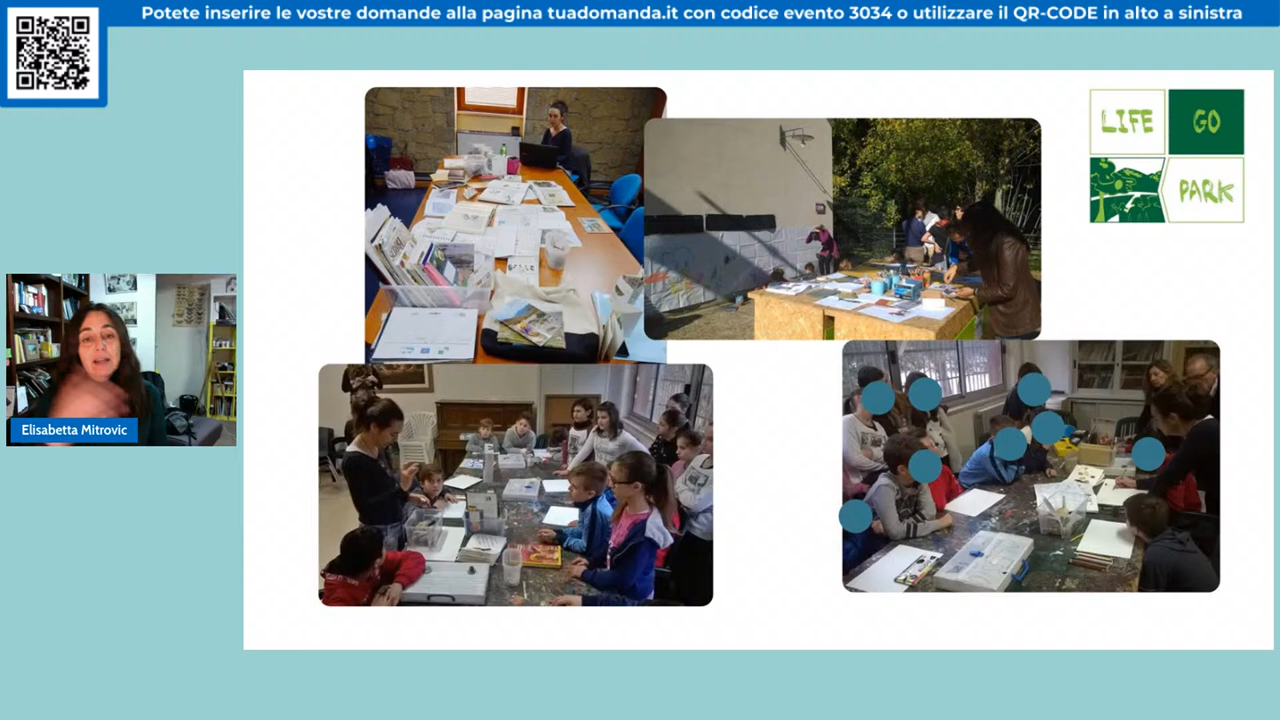 Potete inserire le vostre domande alla pagina tuadomanda.it con codice evento 3034 o utilizzare il QR-CODE in alto a sinistra
LIFE GO
PARK
Elisabetta Mitrovic